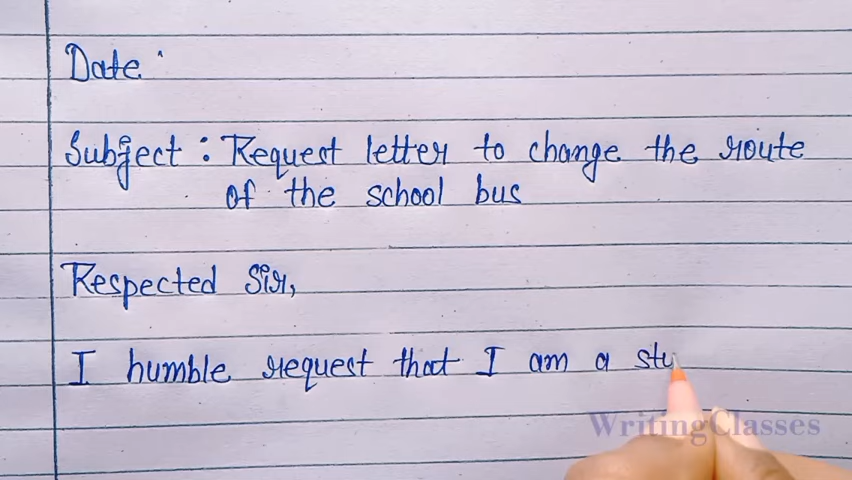 Date :
Subject : Request letter to change the route
of the school bus
Respected Sir,
I humble request that I am a stu
WritingClasses